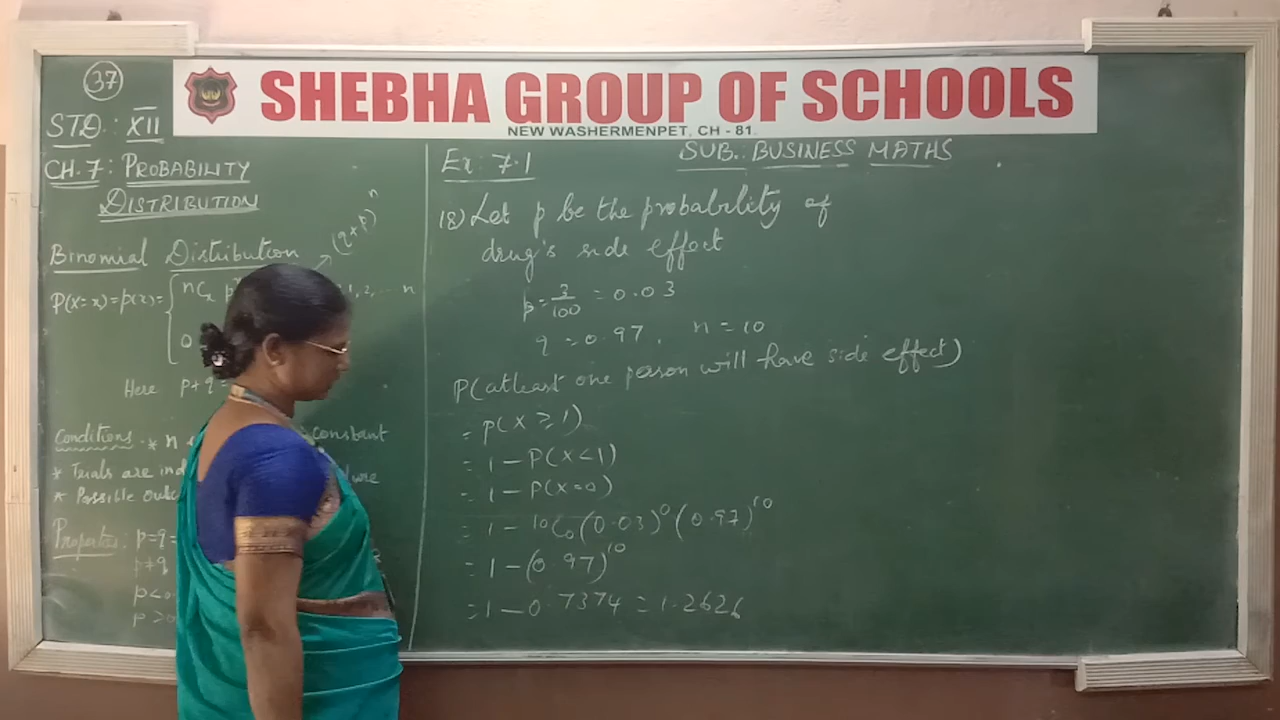 37
SHEBHA GROUP OF SCHOOLS
NEW WASHERMENPET, CH - 81.
STD : XII
CH.7 : PROBABILITY
DISTRIBUTION
Binomial Distribution
(q+p)^n
P(X=x)=p(x)= { nCx p 1,2,....n
0
Here p+q =
Conditions - * n constant
* Trials are
* Possible
Properties : p=q=
p≠q
Ex: 7.1
SUB.: BUSINESS MATHS
18) Let p be the probability of
drug's side effect
p = 3/100 = 0.03
q = 0.97, n = 10
P(atleast one person will have side effect)
= P(X ≥ 1)
= 1 - P(X < 1)
= 1 - P(X = 0)
= 1 - 10C0 (0.03)^0 (0.97)^10
= 1 - (0.97)^10
= 1 - 0.7374 = 1.2626